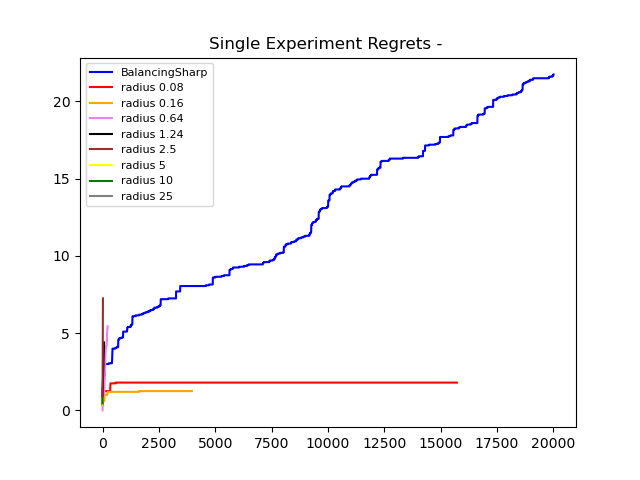 Single Experiment Regrets -
BalancingSharp
radius 0.08
radius 0.16
radius 0.64
radius 1.24
radius 2.5
radius 5
radius 10
radius 25
20
15
10
5
0
0 2500 5000 7500 10000 12500 15000 17500 20000